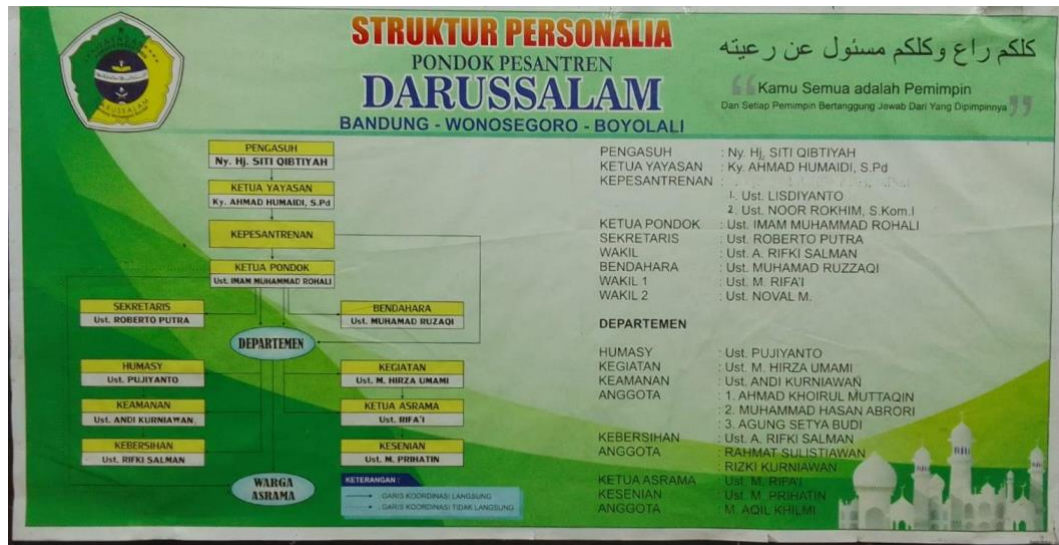 STRUKTUR PERSONALIA
PONDOK PESANTREN
DARUSSALAM
BANDUNG - WONOSEGORO - BOYOLALI
كلكم راع وكلكم مسئول عن رعيته
“ Kamu Semua adalah Pemimpin
Dan Setiap Pemimpin Bertanggung Jawab Dari Yang Dipimpinnya ”
YAYASAN
DARUSSALAM
PENGASUH
Ny. Hj. SITI QIBTIYAH
KETUA YAYASAN
Ky. AHMAD HUMAIDI, S.Pd
KEPESANTRENAN
KETUA PONDOK
Ust. IMAM MUHAMMAD ROHALI
SEKRETARIS
Ust. ROBERTO PUTRA
BENDAHARA
Ust. MUHAMAD RUZAQI
DEPARTEMEN
HUMASY
Ust. PUJIYANTO
KEGIATAN
Ust. M. HIRZA UMAMI
KEAMANAN
Ust. ANDI KURNIAWAN
KETUA ASRAMA
Ust. RIFA'I
KEBERSIHAN
Ust. RIFKI SALMAN
KESENIAN
Ust. M. PRIHATIN
WARGA
ASRAMA
KETERANGAN :
: GARIS KOORDINASI LANGSUNG
: GARIS KOORDINASI TIDAK LANGSUNG
PENGASUH : Ny. Hj. SITI QIBTIYAH
KETUA YAYASAN : Ky. AHMAD HUMAIDI, S.Pd
KEPESANTRENAN :
1. Ust. LISDIYANTO
2. Ust. NOOR ROKHIM, S.Kom.I
KETUA PONDOK : Ust. IMAM MUHAMMAD ROHALI
SEKRETARIS : Ust. ROBERTO PUTRA
WAKIL : Ust. A. RIFKI SALMAN
BENDAHARA : Ust. MUHAMAD RUZZAQI
WAKIL 1 : Ust. M. RIFA'I
WAKIL 2 : Ust. NOVAL M.
DEPARTEMEN
HUMASY : Ust. PUJIYANTO
KEGIATAN : Ust. M. HIRZA UMAMI
KEAMANAN : Ust. ANDI KURNIAWAN
ANGGOTA : 1. AHMAD KHOIRUL MUTTAQIN
: 2. MUHAMMAD HASAN ABRORI
: 3. AGUNG SETYA BUDI
KEBERSIHAN : Ust. A. RIFKI SALMAN
ANGGOTA : RAHMAT SULISTIAWAN
: RIZKI KURNIAWAN
KETUA ASRAMA : Ust. M. RIFA'I
KESENIAN : Ust. M. PRIHATIN
ANGGOTA : M. AQIL KHILMI